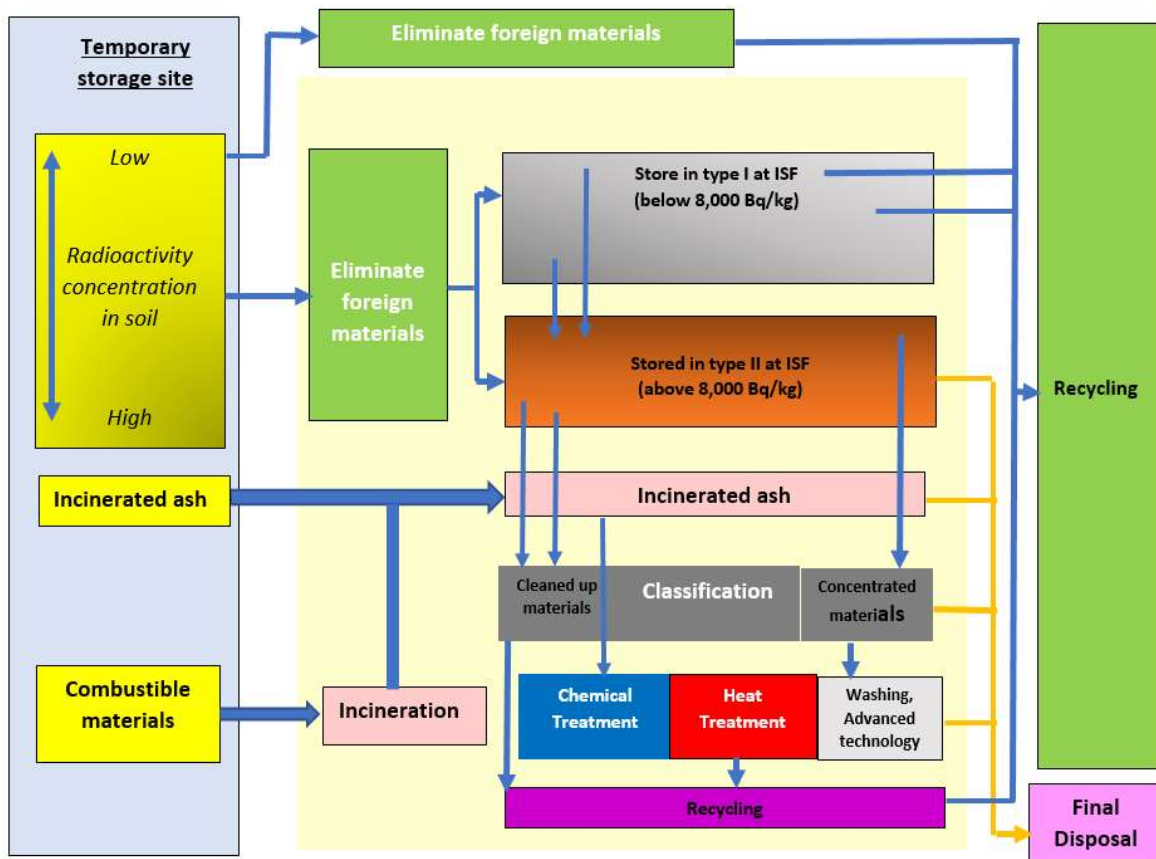 Temporary
storage site
Eliminate foreign materials
Low
Radioactivity
concentration
in soil
High
Eliminate
foreign
materials
Store in type I at ISF
(below 8,000 Bq/kg)
Stored in type II at ISF
(above 8,000 Bq/kg)
Recycling
Incinerated ash
Incinerated ash
Cleaned up
materials
Classification
Concentrated
materials
Combustible
materials
Incineration
Chemical
Treatment
Heat
Treatment
Washing,
Advanced
technology
Recycling
Final
Disposal